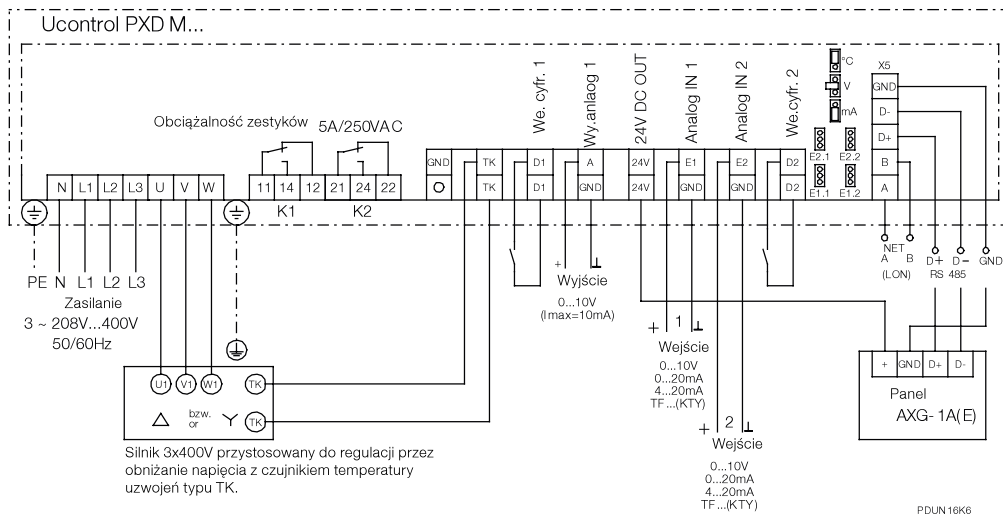 Ucontrol PXD M...
Obciążalność zestyków 5A/250VAC
We. cyfr. 1
Wy.anlaog 1
24V DC OUT
Analog IN 1
Analog IN 2
We.cyfr. 2
°C
V
mA
X5
GND
D-
D+
B
A
E2.1 E2.2
E1.1 E1.2
GND TK D1 A 24V E1 E2 D2
TK D1 GND 24V GND GND D2
N L1 L2 L3 U V W
11 14 12 21 24 22
K1 K2
PE N L1 L2 L3
Zasilanie
3 ~ 208V...400V
50/60Hz
+ ⊥
Wyjście
0...10V
(Imax=10mA)
+ 1 ⊥
Wejście
0...10V
0...20mA
4...20mA
TF...(KTY)
+ 2 ⊥
Wejście
0...10V
0...20mA
4...20mA
TF...(KTY)
NET
A B
(LON)
D+ D- GND
RS 485
+ GND D+ D-
Panel
AXG-1A(E)
U1 V1 W1 TK
bzw.
or
TK
Silnik 3x400V przystosowany do regulacji przez
obniżanie napięcia z czujnikiem temperatury
uzwojeń typu TK.
PDUN16K6